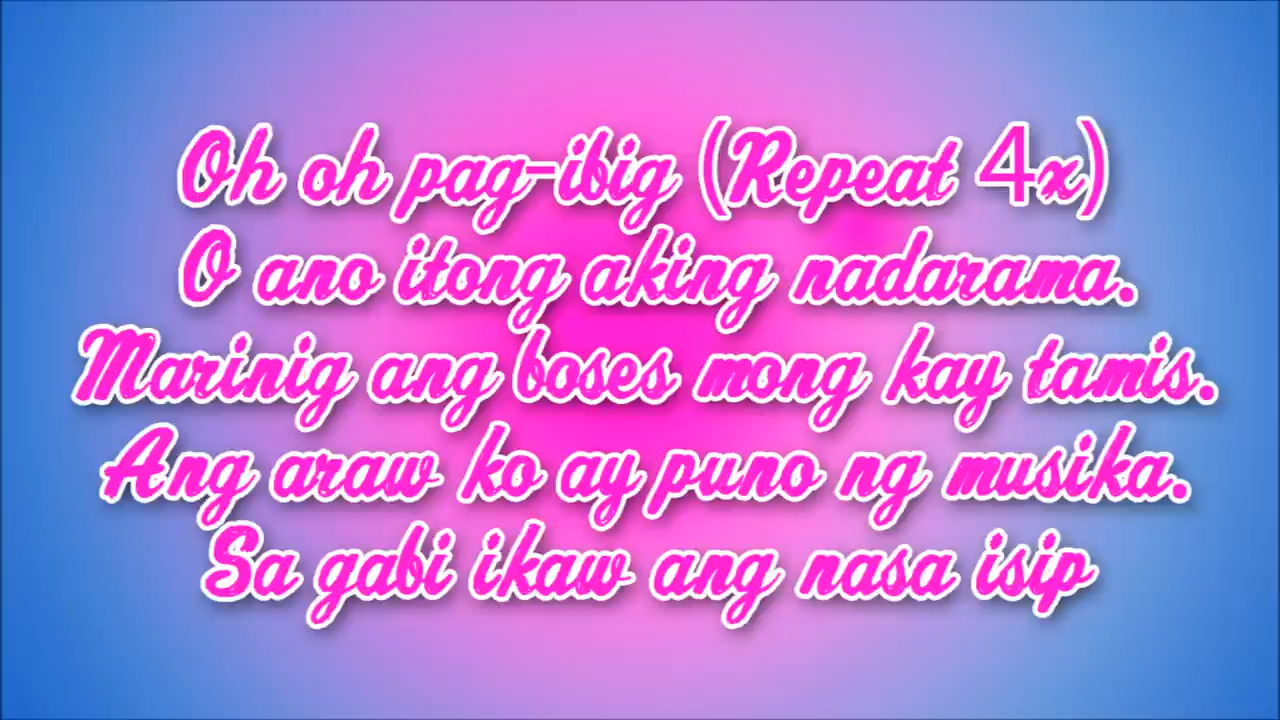 Oh oh pag-ibig (Repeat 4x)
O ano itong aking nadarama.
Marinig ang boses mong kay tamis.
Ang araw ko ay puno ng musika.
Sa gabi ikaw ang nasa isip